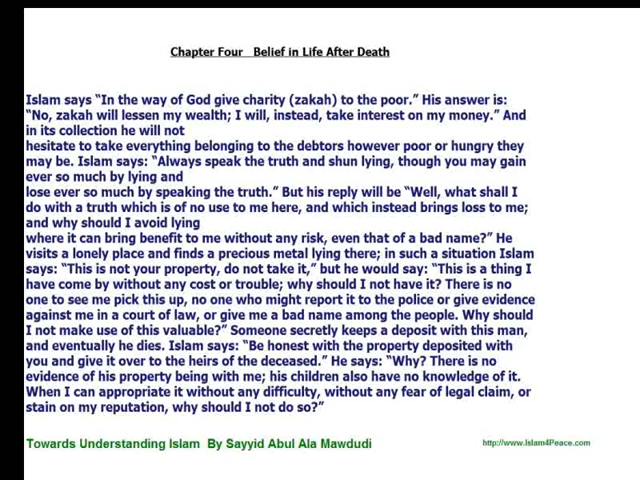 Chapter Four   Belief in Life After Death
Islam says “In the way of God give charity (zakah) to the poor.” His answer is:
“No, zakah will lessen my wealth; I will, instead, take interest on my money.” And
in its collection he will not
hesitate to take everything belonging to the debtors however poor or hungry they
may be. Islam says: “Always speak the truth and shun lying, though you may gain
ever so much by lying and
lose ever so much by speaking the truth.” But his reply will be “Well, what shall I
do with a truth which is of no use to me here, and which instead brings loss to me;
and why should I avoid lying
where it can bring benefit to me without any risk, even that of a bad name?” He
visits a lonely place and finds a precious metal lying there; in such a situation Islam
says: “This is not your property, do not take it,” but he would say: “This is a thing I
have come by without any cost or trouble; why should I not have it? There is no
one to see me pick this up, no one who might report it to the police or give evidence
against me in a court of law, or give me a bad name among the people. Why should
I not make use of this valuable?” Someone secretly keeps a deposit with this man,
and eventually he dies. Islam says: “Be honest with the property deposited with
you and give it over to the heirs of the deceased.” He says: “Why? There is no
evidence of his property being with me; his children also have no knowledge of it.
When I can appropriate it without any difficulty, without any fear of legal claim, or
stain on my reputation, why should I not do so?”
Towards Understanding Islam  By Sayyid Abul Ala Mawdudi
http://www.Islam4Peace.com